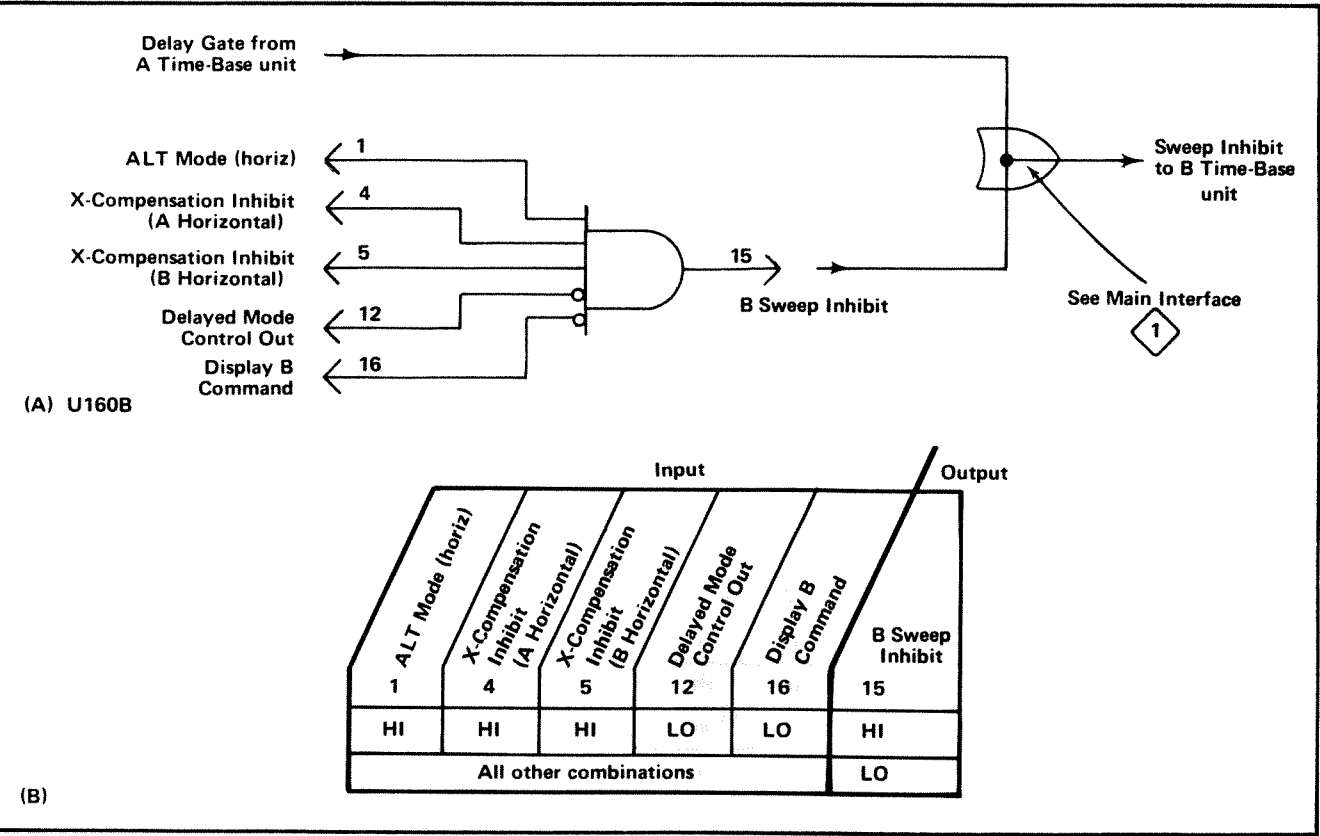 Delay Gate from
A Time-Base unit
ALT Mode (horiz)
1
X-Compensation Inhibit
(A Horizontal)
4
X-Compensation Inhibit
(B Horizontal)
5
Delayed Mode
Control Out
12
Display B
Command
16
15
B Sweep Inhibit
Sweep Inhibit
to B Time-Base
unit
See Main Interface
1
(A) U160B
Input
Output
ALT Mode (horiz)
X-Compensation
Inhibit
(A Horizontal)
X-Compensation
Inhibit
(B Horizontal)
Delayed Mode
Control Out
Display B
Command
B Sweep
Inhibit
1 4 5 12 16 15
HI HI HI LO LO HI
All other combinations LO
(B)